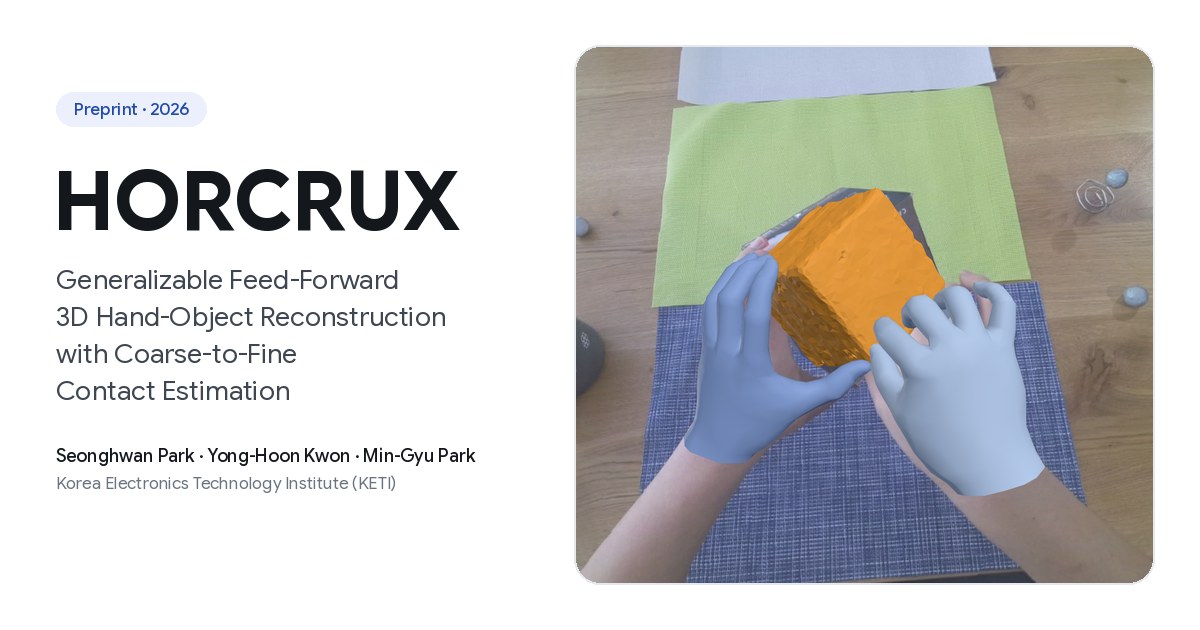 Preprint · 2026
HORCRUX
Generalizable Feed-Forward
3D Hand-Object Reconstruction
with Coarse-to-Fine
Contact Estimation
Seonghwan Park · Yong-Hoon Kwon · Min-Gyu Park
Korea Electronics Technology Institute (KETI)